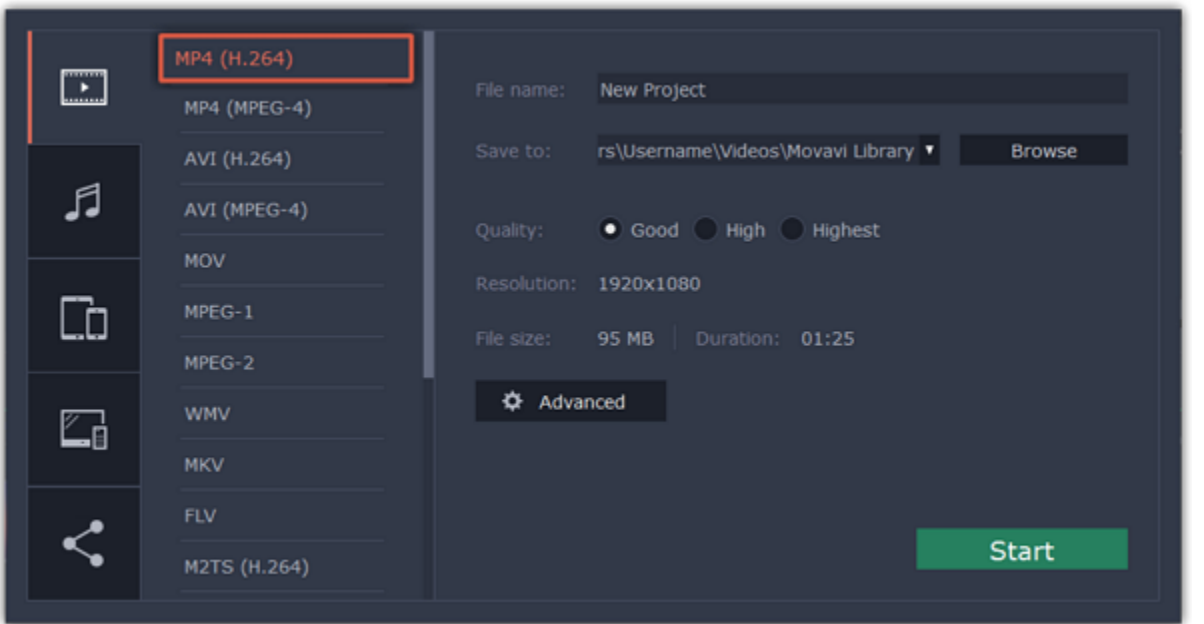 MP4 (H.264)
MP4 (MPEG-4)
AVI (H.264)
AVI (MPEG-4)
MOV
MPEG-1
MPEG-2
WMV
MKV
FLV
M2TS (H.264)
File name: New Project
Save to: rs\Username\Videos\Movavi Library Browse
Quality: Good High Highest
Resolution: 1920x1080
File size: 95 MB Duration: 01:25
Advanced
Start